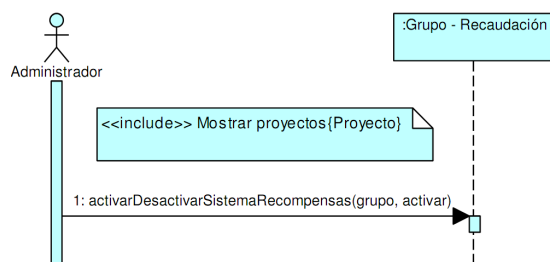 :Grupo - Recaudación
Administrador
<<include>> Mostrar proyectos{Proyecto}
1: activarDesactivarSistemaRecompensas(grupo, activar)